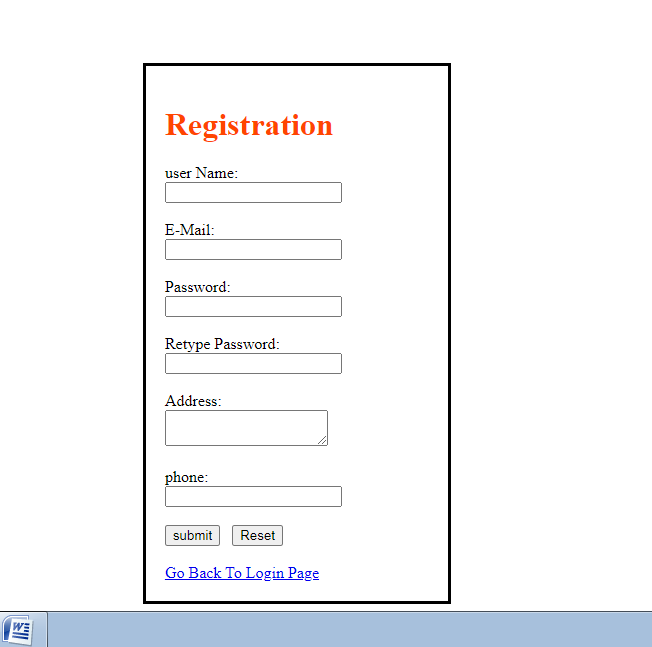 Registration
user Name:
E-Mail:
Password:
Retype Password:
Address:
phone:
submit Reset
Go Back To Login Page
W